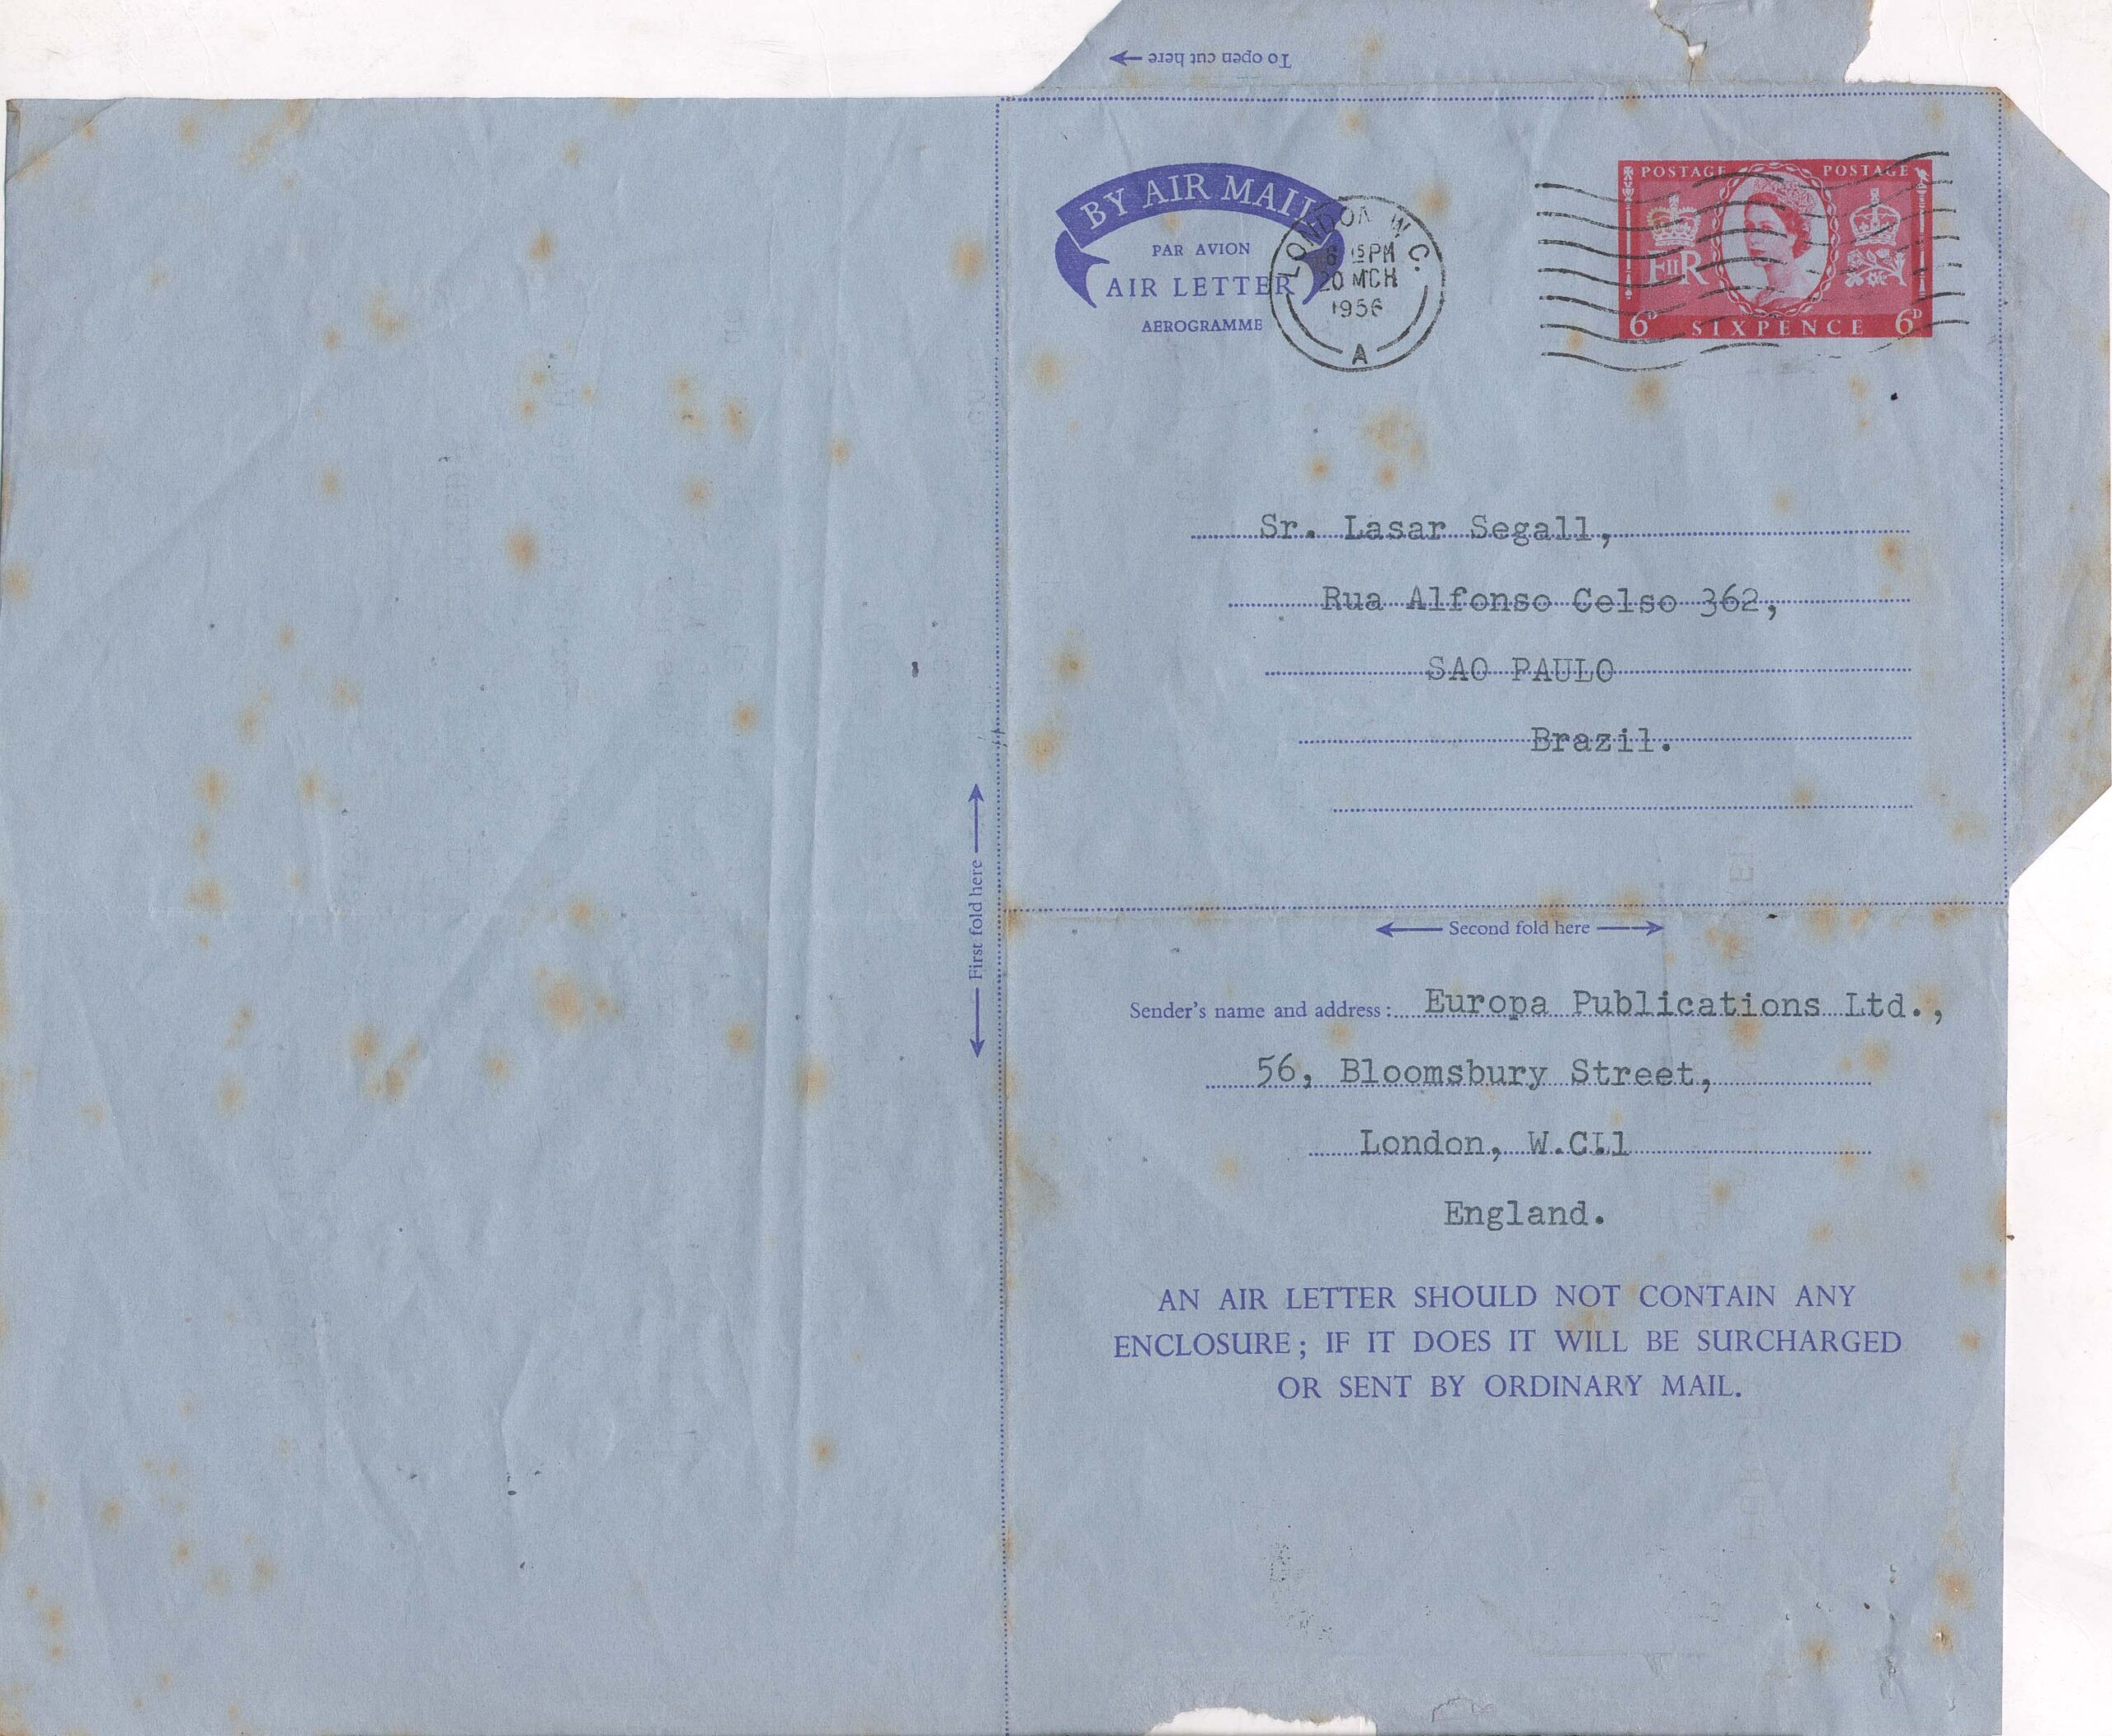 To open cut here
BY AIR MAIL
PAR AVION
AIR LETTER
AEROGRAMME
LONDON W.C.
6 15 PM
20 MCH
1956
A
POSTAGE POSTAGE
E II R
6D SIXPENCE 6D
Sr. Lasar Segall,
Rua Alfonso Celso 362,
SAO PAULO
Brazil.
First fold here
Second fold here
Sender's name and address: Europa Publications Ltd.,
56, Bloomsbury Street,
London, W.C.1
England.
AN AIR LETTER SHOULD NOT CONTAIN ANY
ENCLOSURE; IF IT DOES IT WILL BE SURCHARGED
OR SENT BY ORDINARY MAIL.